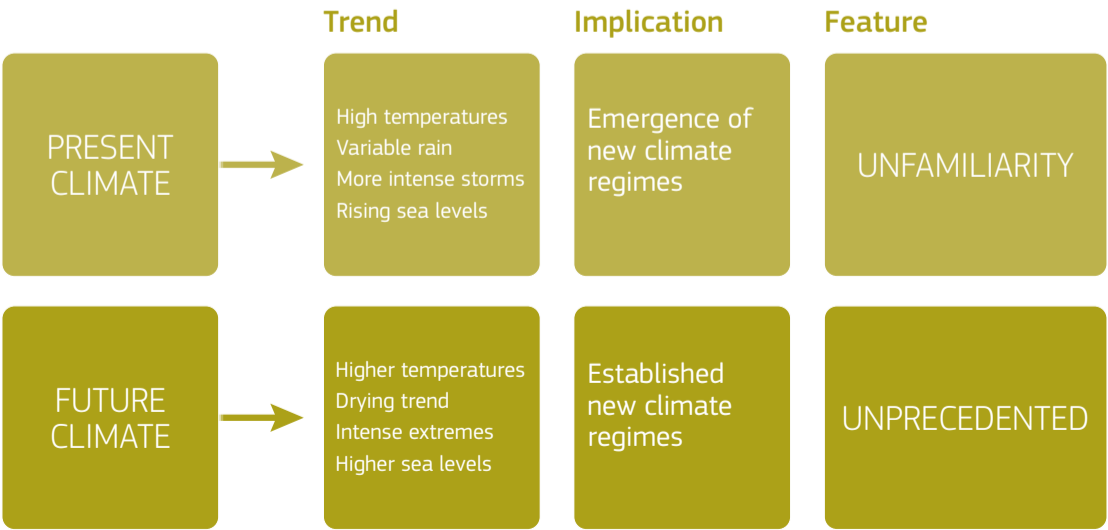 Trend
Implication
Feature
PRESENT
CLIMATE
High temperatures
Variable rain
More intense storms
Rising sea levels
Emergence of
new climate
regimes
UNFAMILIARITY
FUTURE
CLIMATE
Higher temperatures
Drying trend
Intense extremes
Higher sea levels
Established
new climate
regimes
UNPRECEDENTED